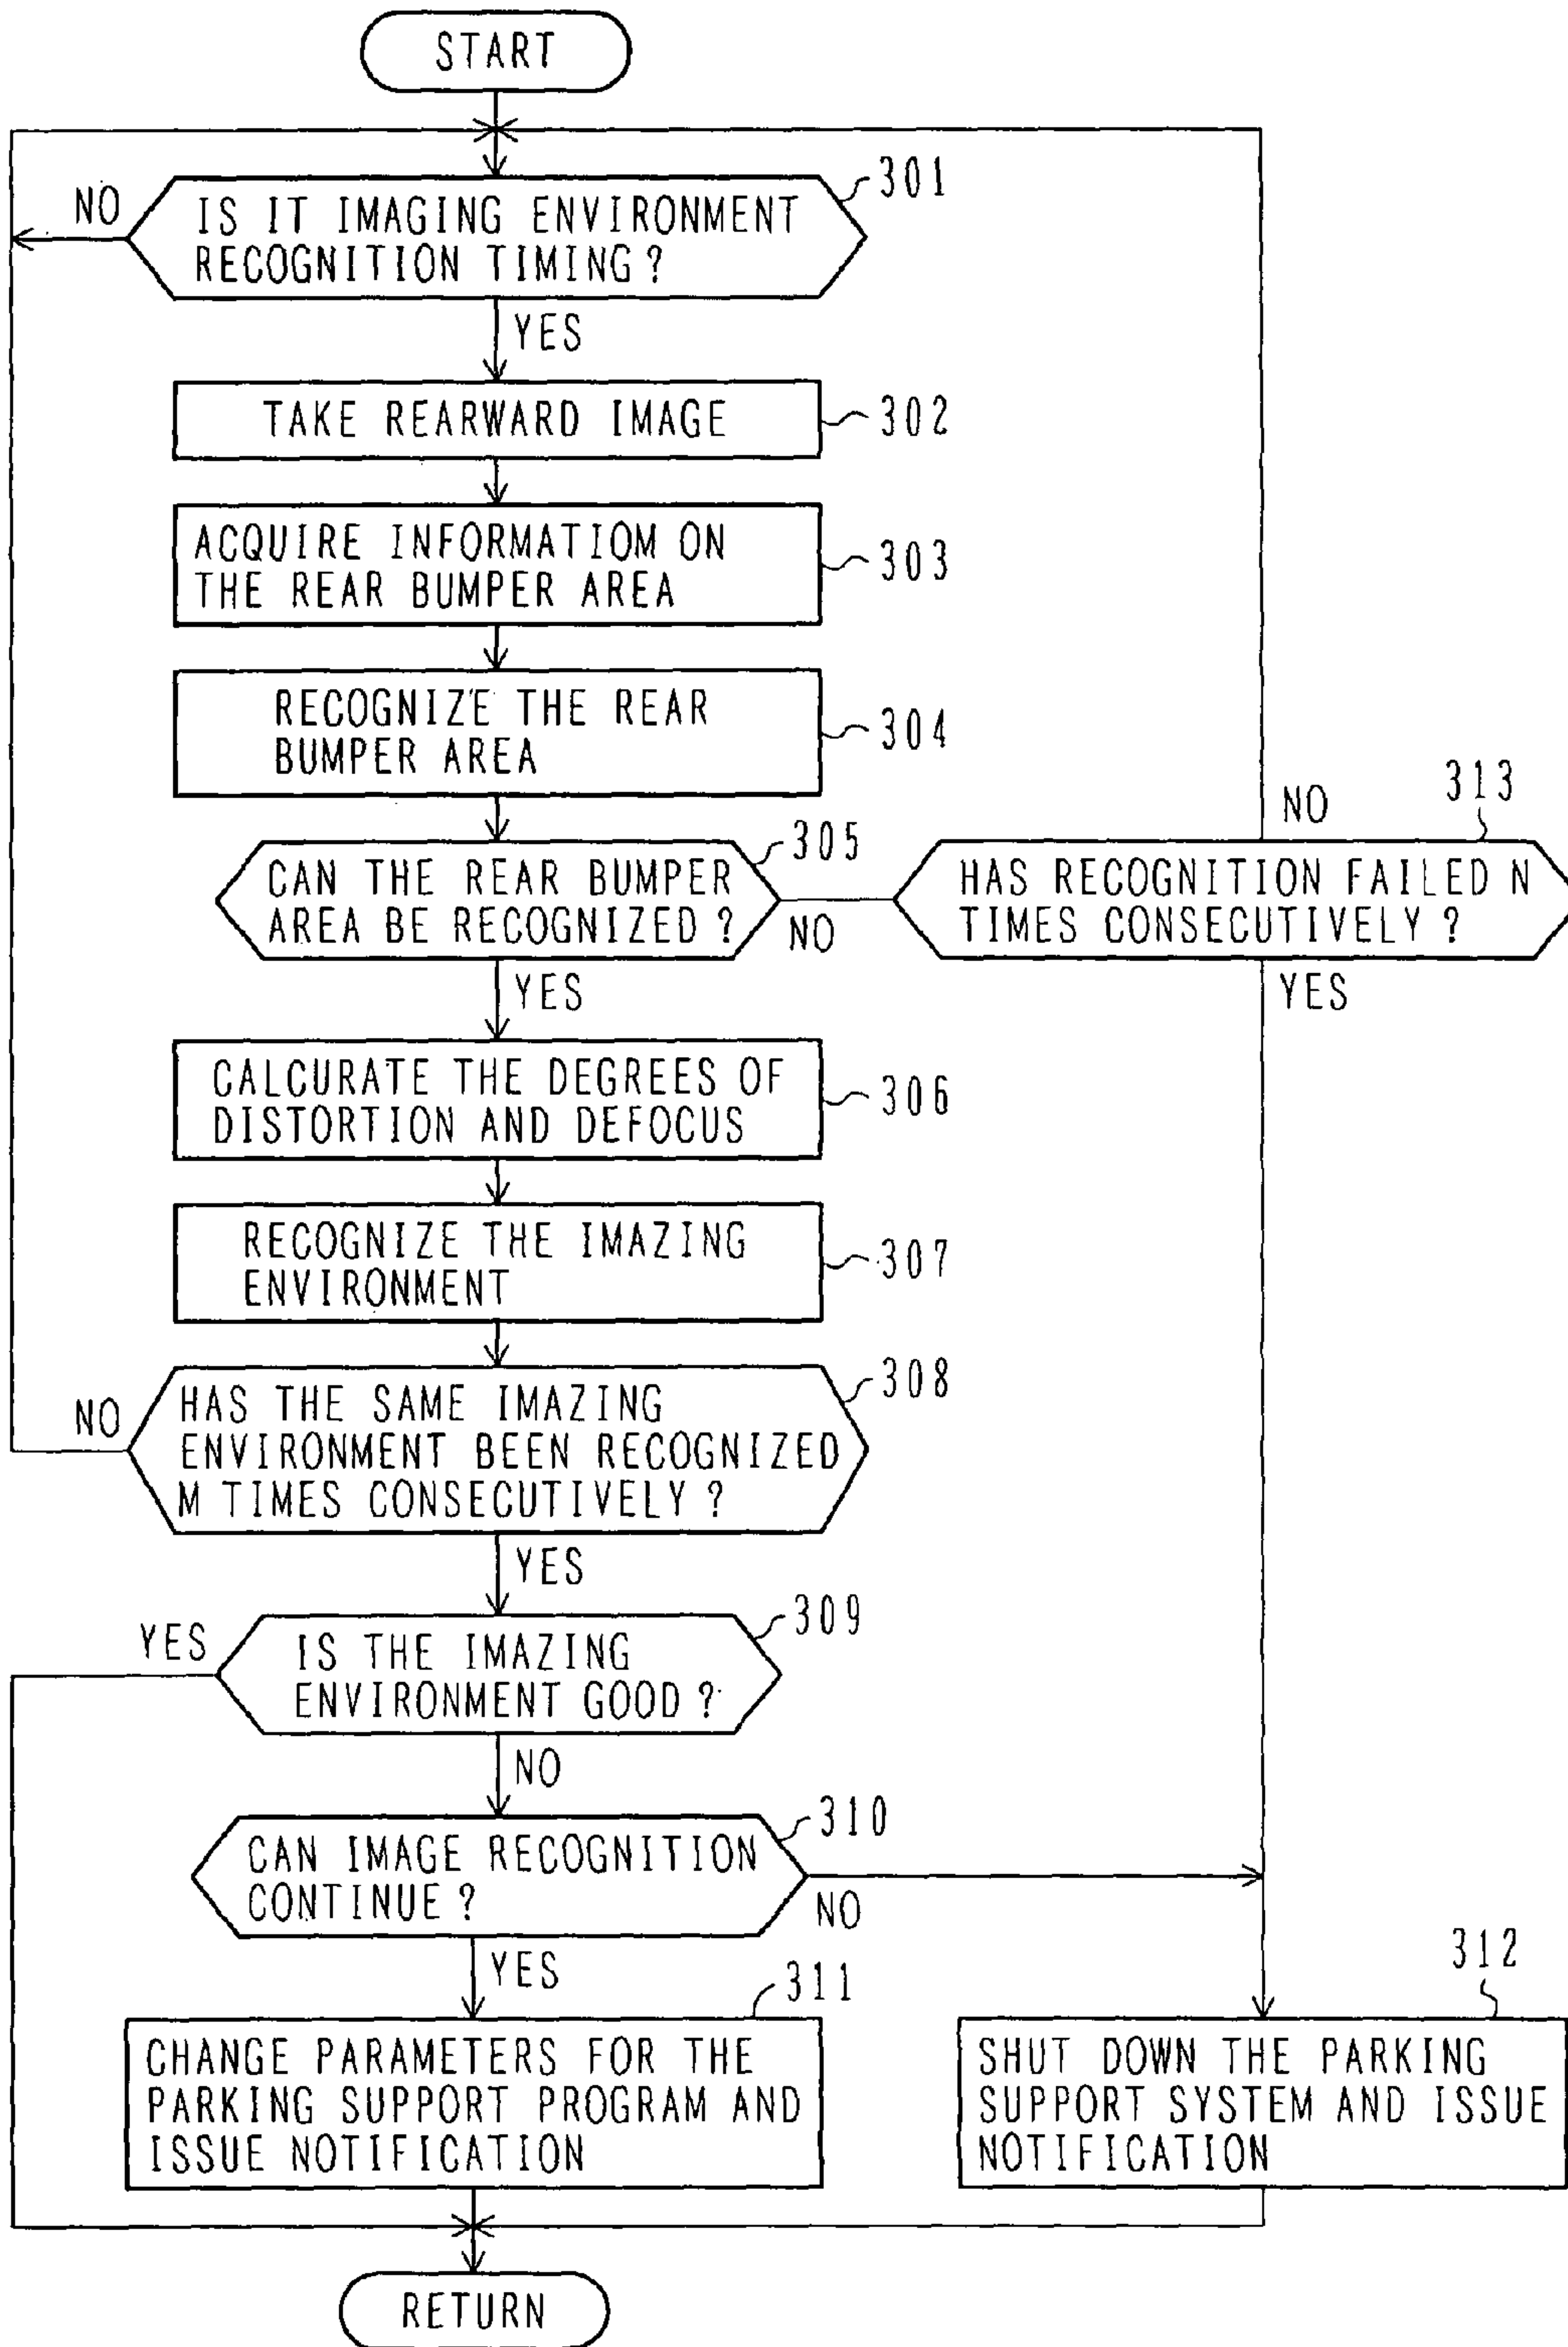 START
NO
301
IS IT IMAGING ENVIRONMENT
RECOGNITION TIMING?
YES
TAKE REARWARD IMAGE
302
ACQUIRE INFORMATIOM ON
THE REAR BUMPER AREA
303
RECOGNIZE THE REAR
BUMPER AREA
304
305
CAN THE REAR BUMPER
AREA BE RECOGNIZED?
NO
NO
313
HAS RECOGNITION FAILED N
TIMES CONSECUTIVELY?
YES
YES
CALCURATE THE DEGREES OF
DISTORTION AND DEFOCUS
306
RECOGNIZE THE IMAZING
ENVIRONMENT
307
NO
308
HAS THE SAME IMAZING
ENVIRONMENT BEEN RECOGNIZED
M TIMES CONSECUTIVELY?
YES
YES
309
IS THE IMAZING
ENVIRONMENT GOOD?
NO
310
CAN IMAGE RECOGNITION
CONTINUE?
NO
YES
311
CHANGE PARAMETERS FOR THE
PARKING SUPPORT PROGRAM AND
ISSUE NOTIFICATION
312
SHUT DOWN THE PARKING
SUPPORT SYSTEM AND ISSUE
NOTIFICATION
RETURN